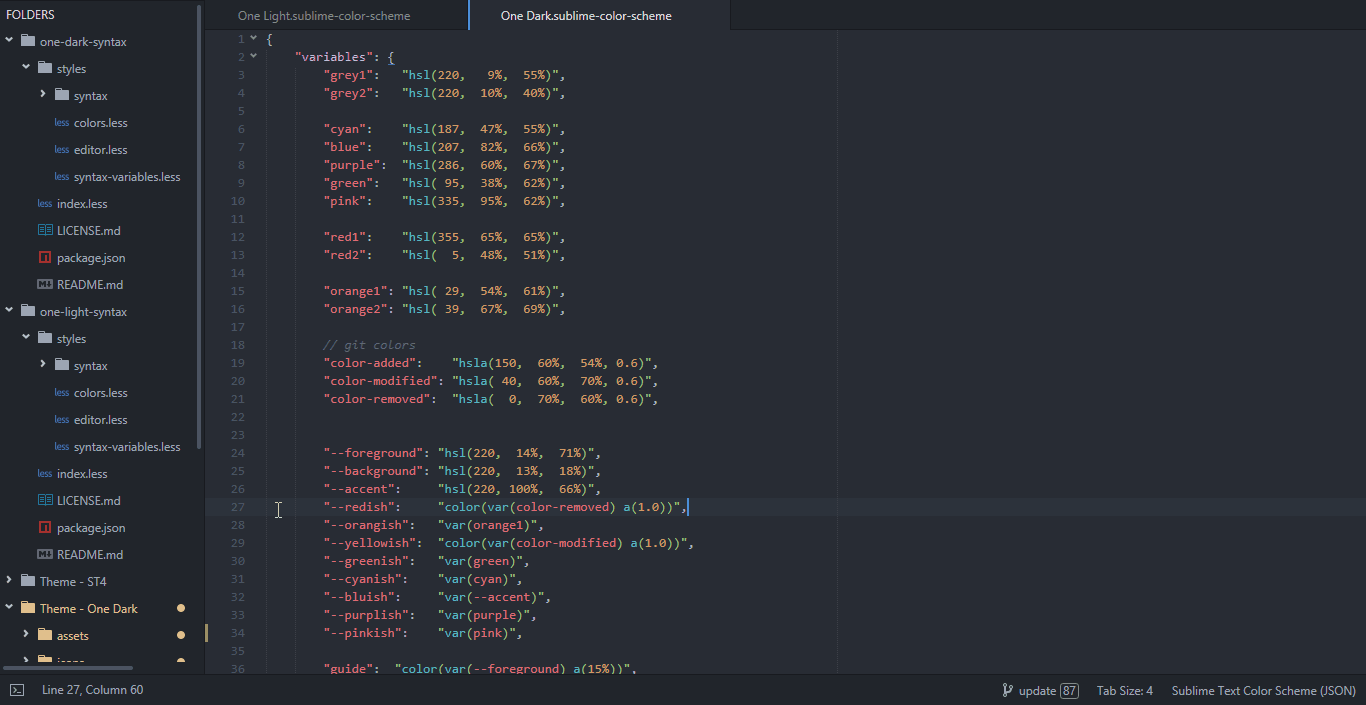 FOLDERS
one-dark-syntax
styles
syntax
less colors.less
less editor.less
less syntax-variables.less
less index.less
LICENSE.md
package.json
README.md
one-light-syntax
styles
syntax
less colors.less
less editor.less
less syntax-variables.less
less index.less
LICENSE.md
package.json
README.md
Theme - ST4
Theme - One Dark
assets
One Light.sublime-color-scheme
One Dark.sublime-color-scheme
1 {
2 "variables": {
3 "grey1": "hsl(220, 9%, 55%)",
4 "grey2": "hsl(220, 10%, 40%)",
5
6 "cyan": "hsl(187, 47%, 55%)",
7 "blue": "hsl(207, 82%, 66%)",
8 "purple": "hsl(286, 60%, 67%)",
9 "green": "hsl( 95, 38%, 62%)",
10 "pink": "hsl(335, 95%, 62%)",
11
12 "red1": "hsl(355, 65%, 65%)",
13 "red2": "hsl( 5, 48%, 51%)",
14
15 "orange1": "hsl( 29, 54%, 61%)",
16 "orange2": "hsl( 39, 67%, 69%)",
17
18 // git colors
19 "color-added": "hsla(150, 60%, 54%, 0.6)",
20 "color-modified": "hsla( 40, 60%, 70%, 0.6)",
21 "color-removed": "hsla( 0, 70%, 60%, 0.6)",
22
23
24 "--foreground": "hsl(220, 14%, 71%)",
25 "--background": "hsl(220, 13%, 18%)",
26 "--accent": "hsl(220, 100%, 66%)",
27 "--redish": "color(var(color-removed) a(1.0))",
28 "--orangish": "var(orange1)",
29 "--yellowish": "color(var(color-modified) a(1.0))",
30 "--greenish": "var(green)",
31 "--cyanish": "var(cyan)",
32 "--bluish": "var(--accent)",
33 "--purplish": "var(purple)",
34 "--pinkish": "var(pink)",
35
36 "guide": "color(var(--foreground) a(15%))",
Line 27, Column 60
update 87
Tab Size: 4
Sublime Text Color Scheme (JSON)